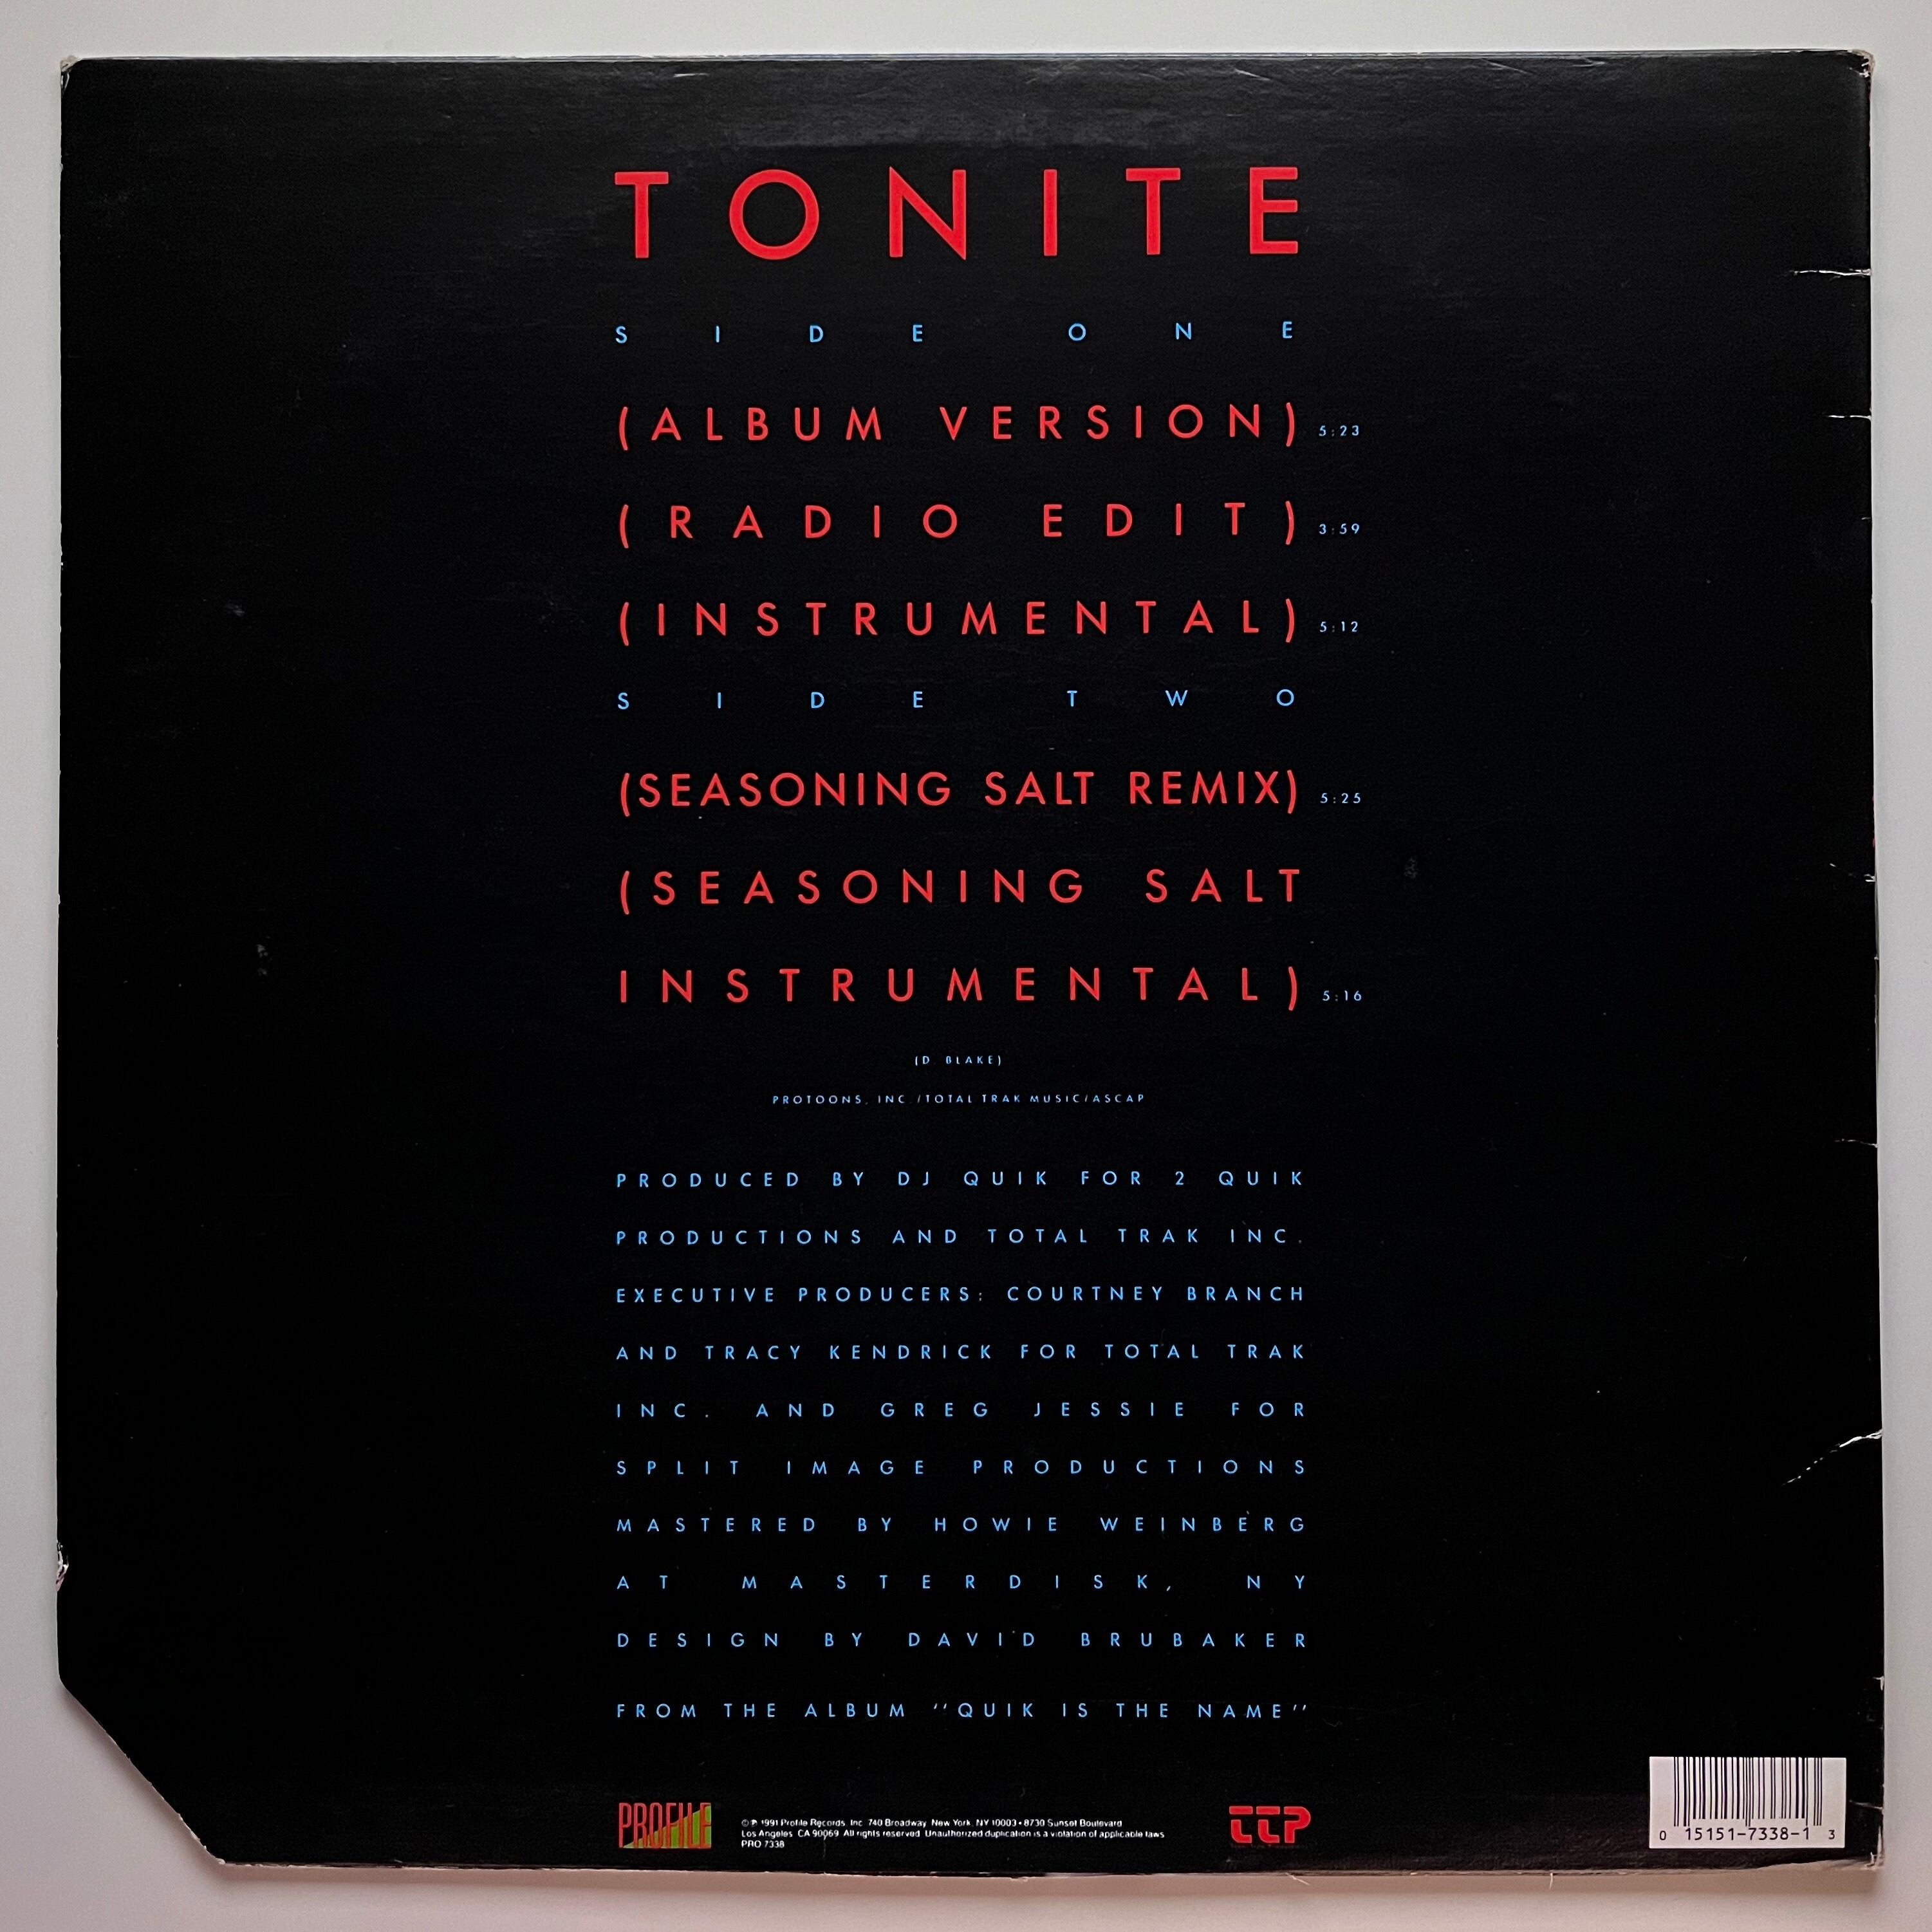 TONITE
SIDE ONE
(ALBUM VERSION) 5:23
(RADIO EDIT) 3:59
(INSTRUMENTAL) 5:12
SIDE TWO
(SEASONING SALT REMIX) 5:25
(SEASONING SALT
INSTRUMENTAL) 5:16
(D. BLAKE)
PROTOONS, INC./TOTAL TRAK MUSIC/ASCAP
PRODUCED BY DJ QUIK FOR 2 QUIK
PRODUCTIONS AND TOTAL TRAK INC.
EXECUTIVE PRODUCERS: COURTNEY BRANCH
AND TRACY KENDRICK FOR TOTAL TRAK
INC. AND GREG JESSIE FOR
SPLIT IMAGE PRODUCTIONS
MASTERED BY HOWIE WEINBERG
AT MASTERDISK, NY
DESIGN BY DAVID BRUBAKER
FROM THE ALBUM "QUIK IS THE NAME"
PROFILE
© ℗ 1991 Profile Records, Inc. 740 Broadway, New York, NY 10003 • 8730 Sunset Boulevard
Los Angeles, CA 90069. All rights reserved. Unauthorized duplication is a violation of applicable laws.
PRO 7338
TTP
0 15151-7338-1 3